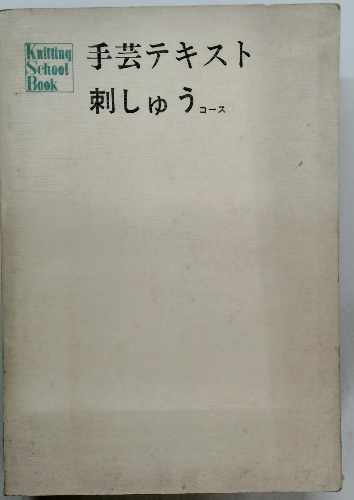 Knitting
School
Book
手芸テキスト
刺しゅうコース